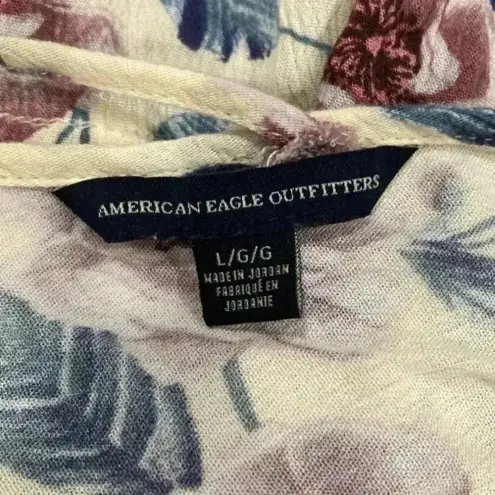 AMERICAN EAGLE OUTFITTERS
L/G/G
MADE IN JORDAN
FABRIQUÉ EN
JORDANIE